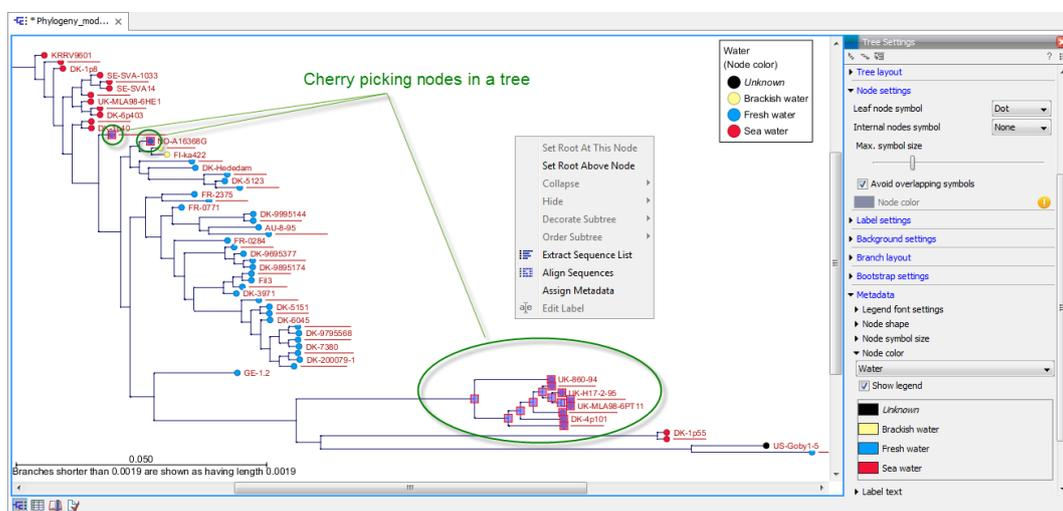 * Phylogeny_mod... ×
KRRV9601
DK-1p8
SE-SVA-1033
SE-SVA14
UK-MLA98-6HE1
DK-6p403
DK-1p40
NO-A16368G
FI-ka422
DK-Hededam
DK-5123
FR-2375
FR-0771
DK-9995144
AU-8-95
FR-0284
DK-9695377
DK-9895174
Fil3
DK-3971
DK-5151
DK-6045
DK-9795568
DK-7380
DK-200079-1
GE-1.2
UK-860-94
UK-H17-2-95
UK-MLA98-6PT11
DK-4p101
DK-1p55
US-Goby1-5
0.050
Branches shorter than 0.0019 are shown as having length 0.0019
Cherry picking nodes in a tree
Water
(Node color)
Unknown
Brackish water
Fresh water
Sea water
Set Root At This Node
Set Root Above Node
Collapse
Hide
Decorate Subtree
Order Subtree
Extract Sequence List
Align Sequences
Assign Metadata
Edit Label
Tree Settings
?
Tree layout
Node settings
Leaf node symbol Dot
Internal nodes symbol None
Max. symbol size
Avoid overlapping symbols
Node color
Label settings
Background settings
Branch layout
Bootstrap settings
Metadata
Legend font settings
Node shape
Node symbol size
Node color
Water
Show legend
Unknown
Brackish water
Fresh water
Sea water
Label text